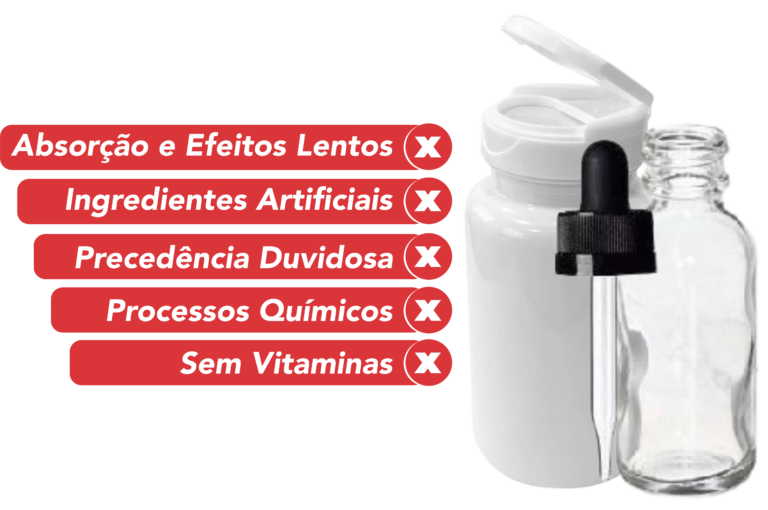 Absorção e Efeitos Lentos X
Ingredientes Artificiais X
Precedência Duvidosa X
Processos Químicos X
Sem Vitaminas X